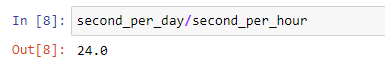 In [8]: second_per_day/second_per_hour
Out[8]: 24.0